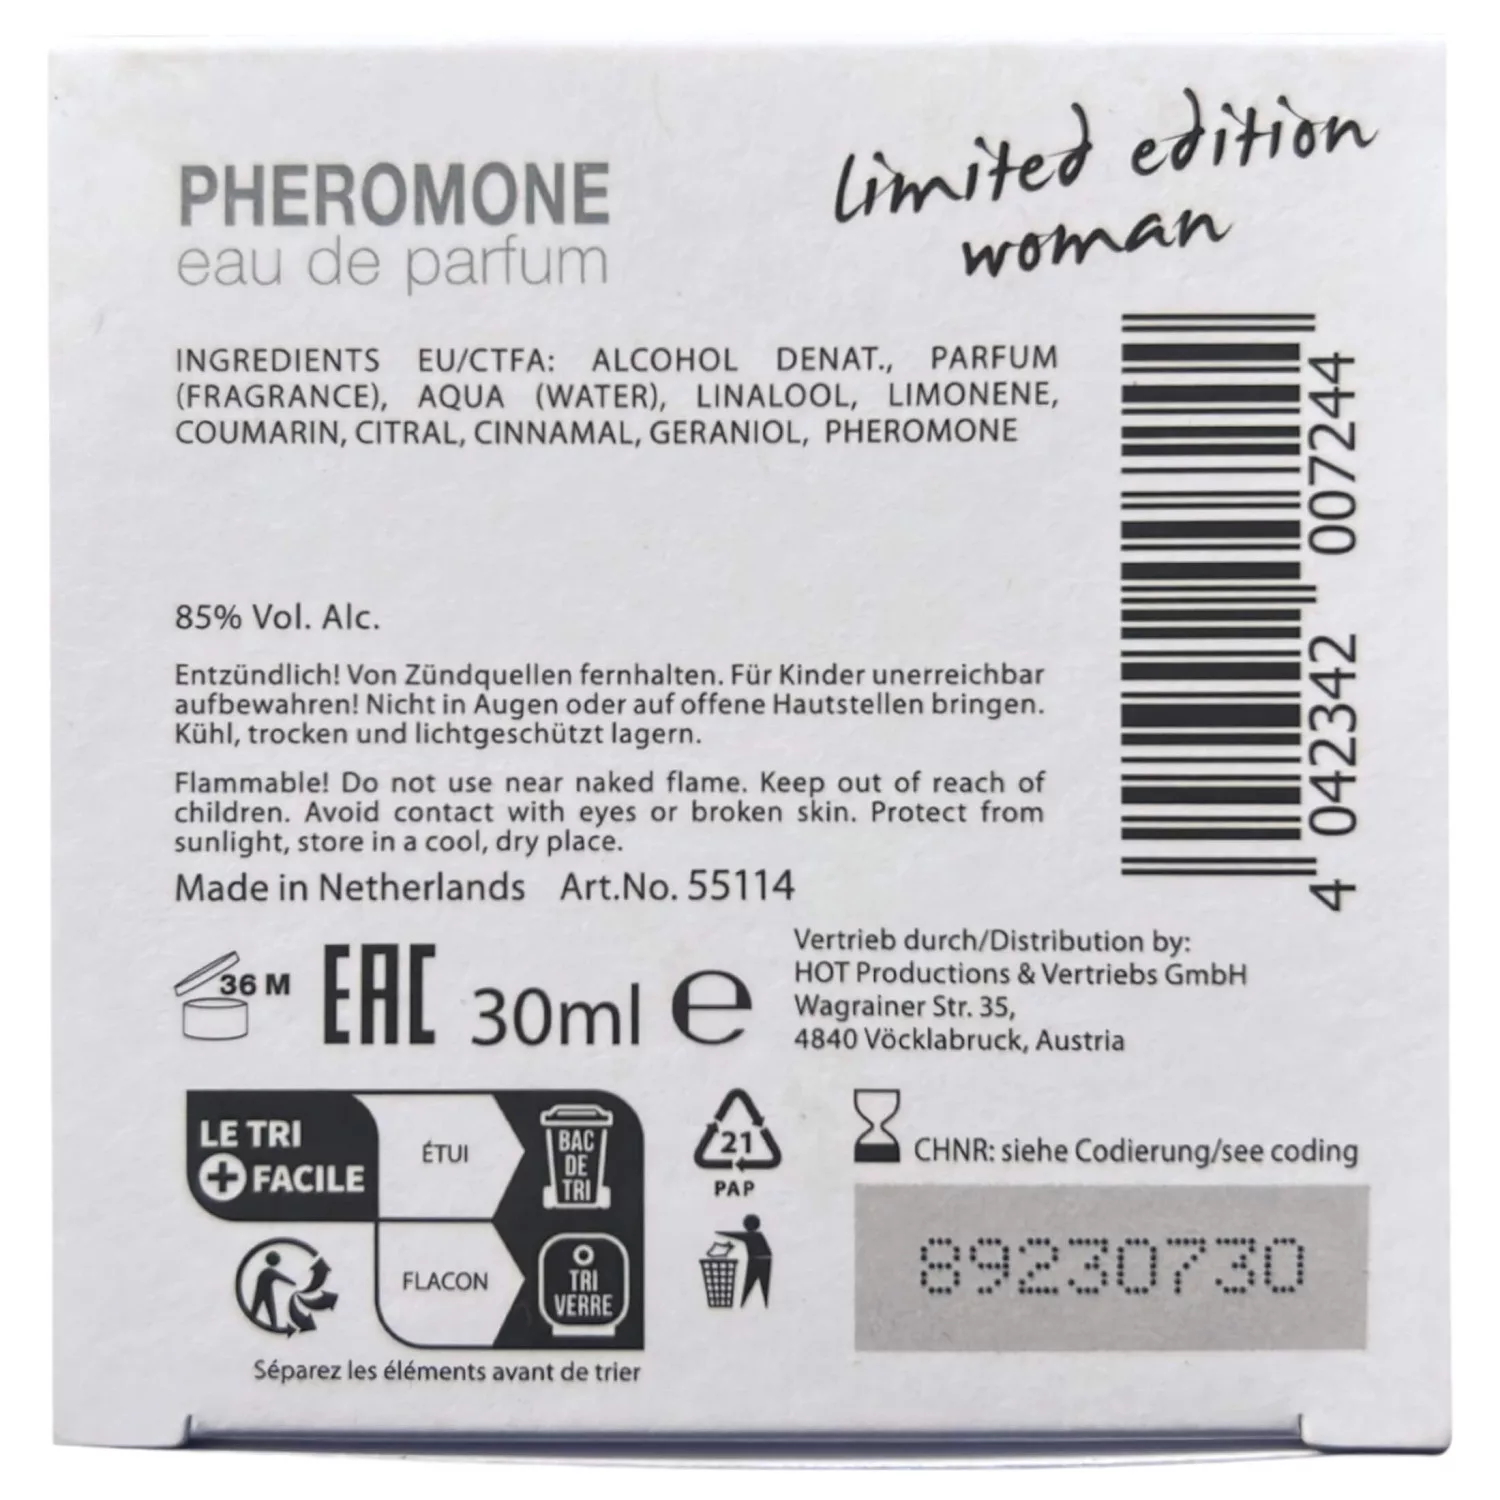 PHEROMONE
eau de parfum
limited edition
woman
INGREDIENTS EU/CTFA: ALCOHOL DENAT., PARFUM
(FRAGRANCE), AQUA (WATER), LINALOOL, LIMONENE,
COUMARIN, CITRAL, CINNAMAL, GERANIOL, PHEROMONE
4 042342 007244
85% Vol. Alc.
Entzündlich! Von Zündquellen fernhalten. Für Kinder unerreichbar
aufbewahren! Nicht in Augen oder auf offene Hautstellen bringen.
Kühl, trocken und lichtgeschützt lagern.
Flammable! Do not use near naked flame. Keep out of reach of
children. Avoid contact with eyes or broken skin. Protect from
sunlight, store in a cool, dry place.
Made in Netherlands Art.No. 55114
36 M
EAC
30ml e
Vertrieb durch/Distribution by:
HOT Productions & Vertriebs GmbH
Wagrainer Str. 35,
4840 Vöcklabruck, Austria
LE TRI
+ FACILE
ÉTUI
BAC
DE
TRI
FLACON
TRI
VERRE
Séparez les éléments avant de trier
21
PAP
CHNR: siehe Codierung/see coding
89230730